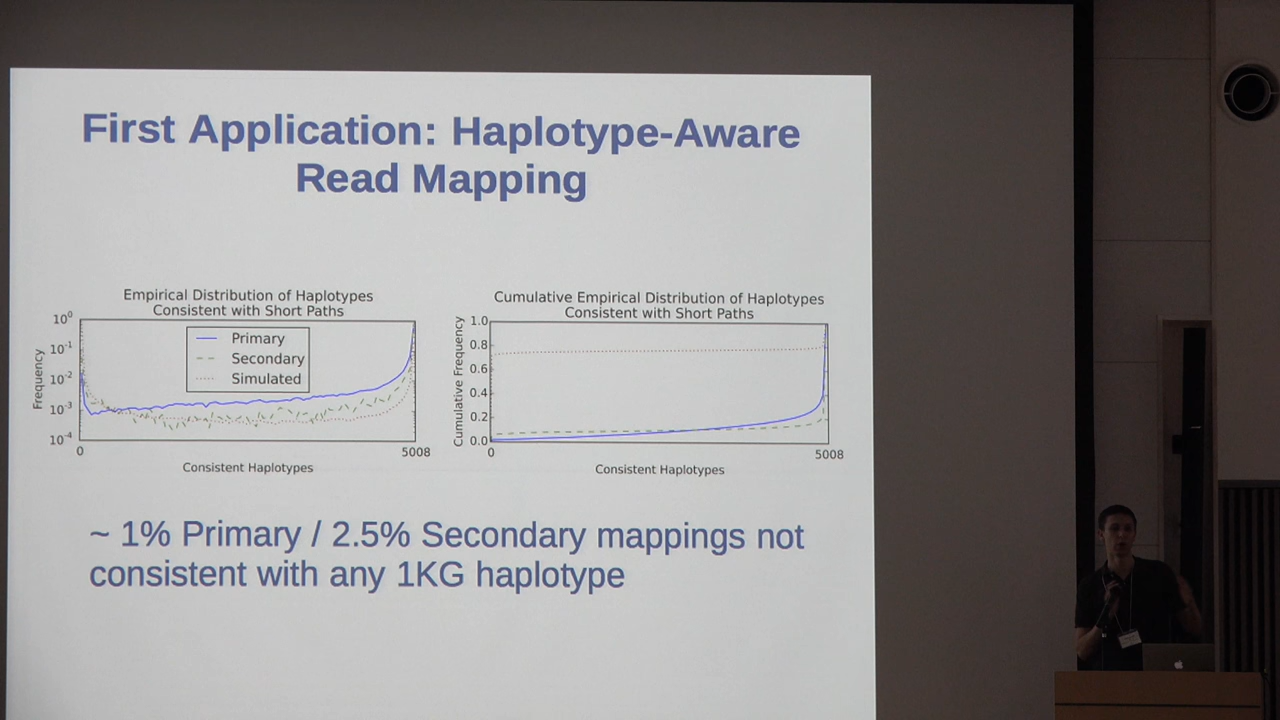 First Application: Haplotype-Aware
Read Mapping
Empirical Distribution of Haplotypes
Consistent with Short Paths
10⁰
10⁻¹
10⁻²
10⁻³
10⁻⁴
Frequency
Primary
Secondary
Simulated
0
5008
Consistent Haplotypes
Cumulative Empirical Distribution of Haplotypes
Consistent with Short Paths
1.0
0.8
0.6
0.4
0.2
0.0
Cumulative Frequency
0
5008
Consistent Haplotypes
~ 1% Primary / 2.5% Secondary mappings not
consistent with any 1KG haplotype